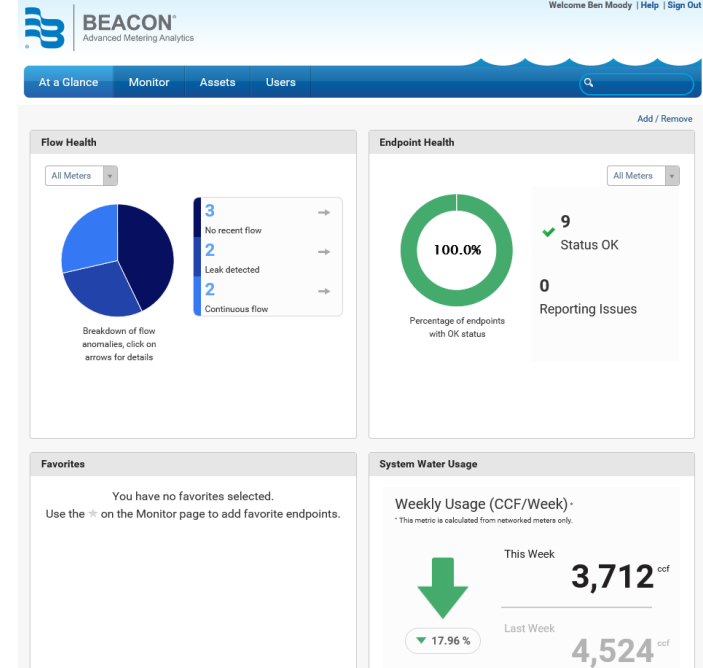 Welcome Ben Moody | Help | Sign Out
BEACON®
Advanced Metering Analytics
At a Glance Monitor Assets Users
Add / Remove
Flow Health
All Meters
3
No recent flow
2
Leak detected
2
Continuous flow
Breakdown of flow
anomalies, click on
arrows for details
Endpoint Health
All Meters
100.0%
Percentage of endpoints
with OK status
9
Status OK
0
Reporting Issues
Favorites
You have no favorites selected.
Use the ★ on the Monitor page to add favorite endpoints.
System Water Usage
Weekly Usage (CCF/Week)*
* This metric is calculated from networked meters only.
This Week
3,712 ccf
17.96 %
Last Week
4,524 ccf